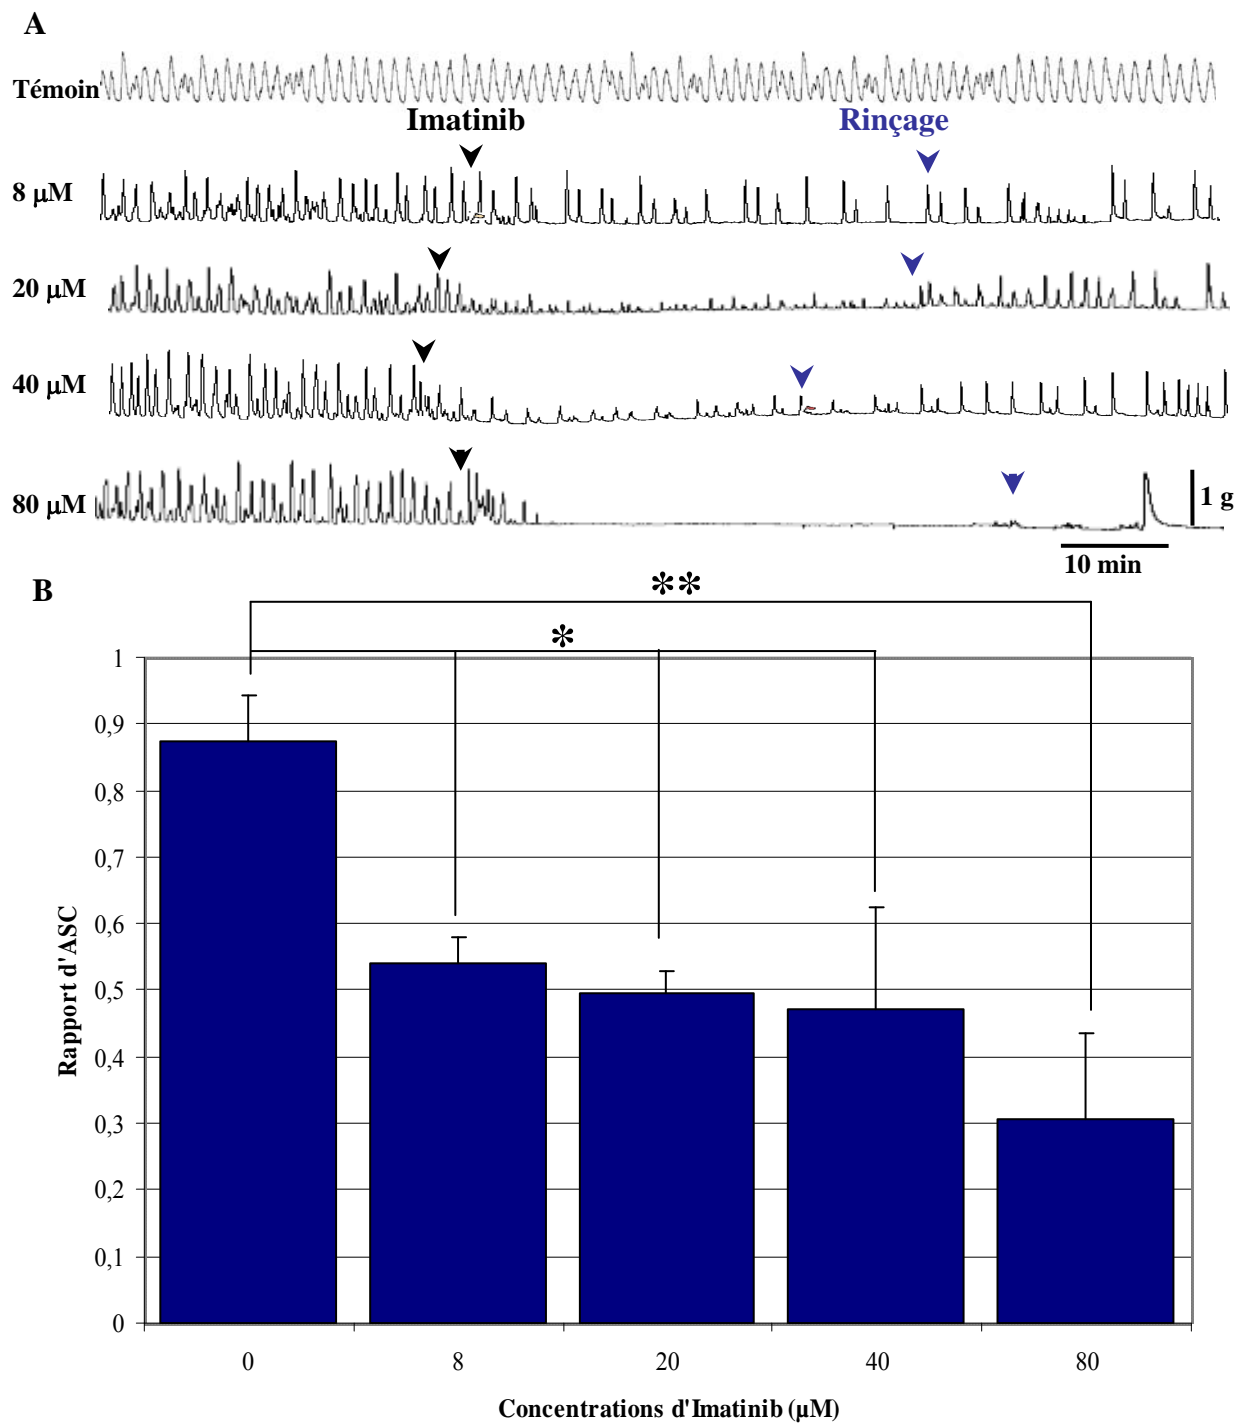 A
Témoin
Imatinib
Rinçage
8 µM
20 µM
40 µM
80 µM
1 g
10 min
B
**
*
1
0,9
0,8
0,7
0,6
0,5
0,4
0,3
0,2
0,1
0
Rapport d'ASC
0 8 20 40 80
Concentrations d'Imatinib (µM)